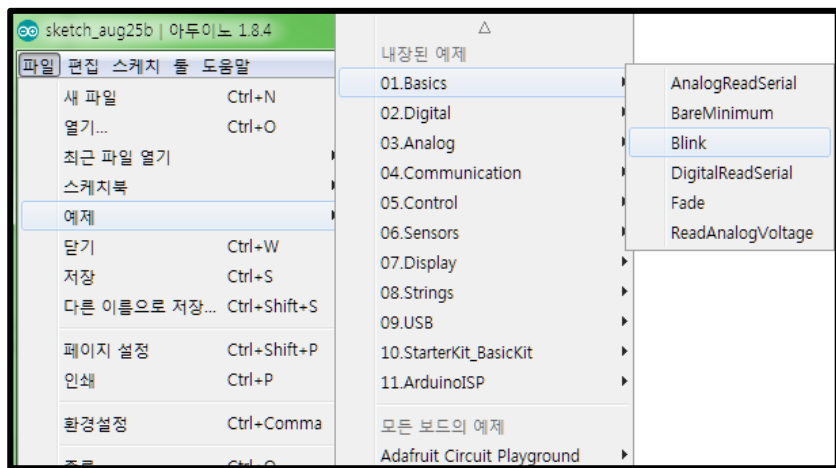 sketch_aug25b | 아두이노 1.8.4
파일 편집 스케치 툴 도움말
새 파일 Ctrl+N
열기... Ctrl+O
최근 파일 열기
스케치북
예제
닫기 Ctrl+W
저장 Ctrl+S
다른 이름으로 저장... Ctrl+Shift+S
페이지 설정 Ctrl+Shift+P
인쇄 Ctrl+P
환경설정 Ctrl+Comma
내장된 예제
01.Basics
02.Digital
03.Analog
04.Communication
05.Control
06.Sensors
07.Display
08.Strings
09.USB
10.StarterKit_BasicKit
11.ArduinoISP
모든 보드의 예제
Adafruit Circuit Playground
AnalogReadSerial
BareMinimum
Blink
DigitalReadSerial
Fade
ReadAnalogVoltage